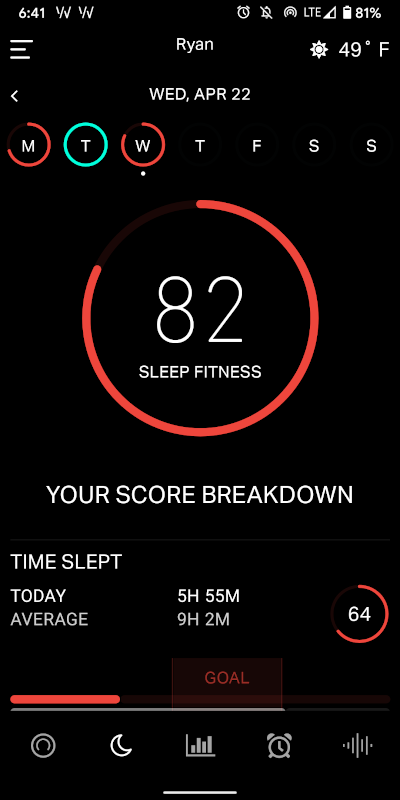 6:41 LTE 81%
Ryan
49° F
WED, APR 22
M T W T F S S
82
SLEEP FITNESS
YOUR SCORE BREAKDOWN
TIME SLEPT
TODAY 5H 55M
AVERAGE 9H 2M
64
GOAL